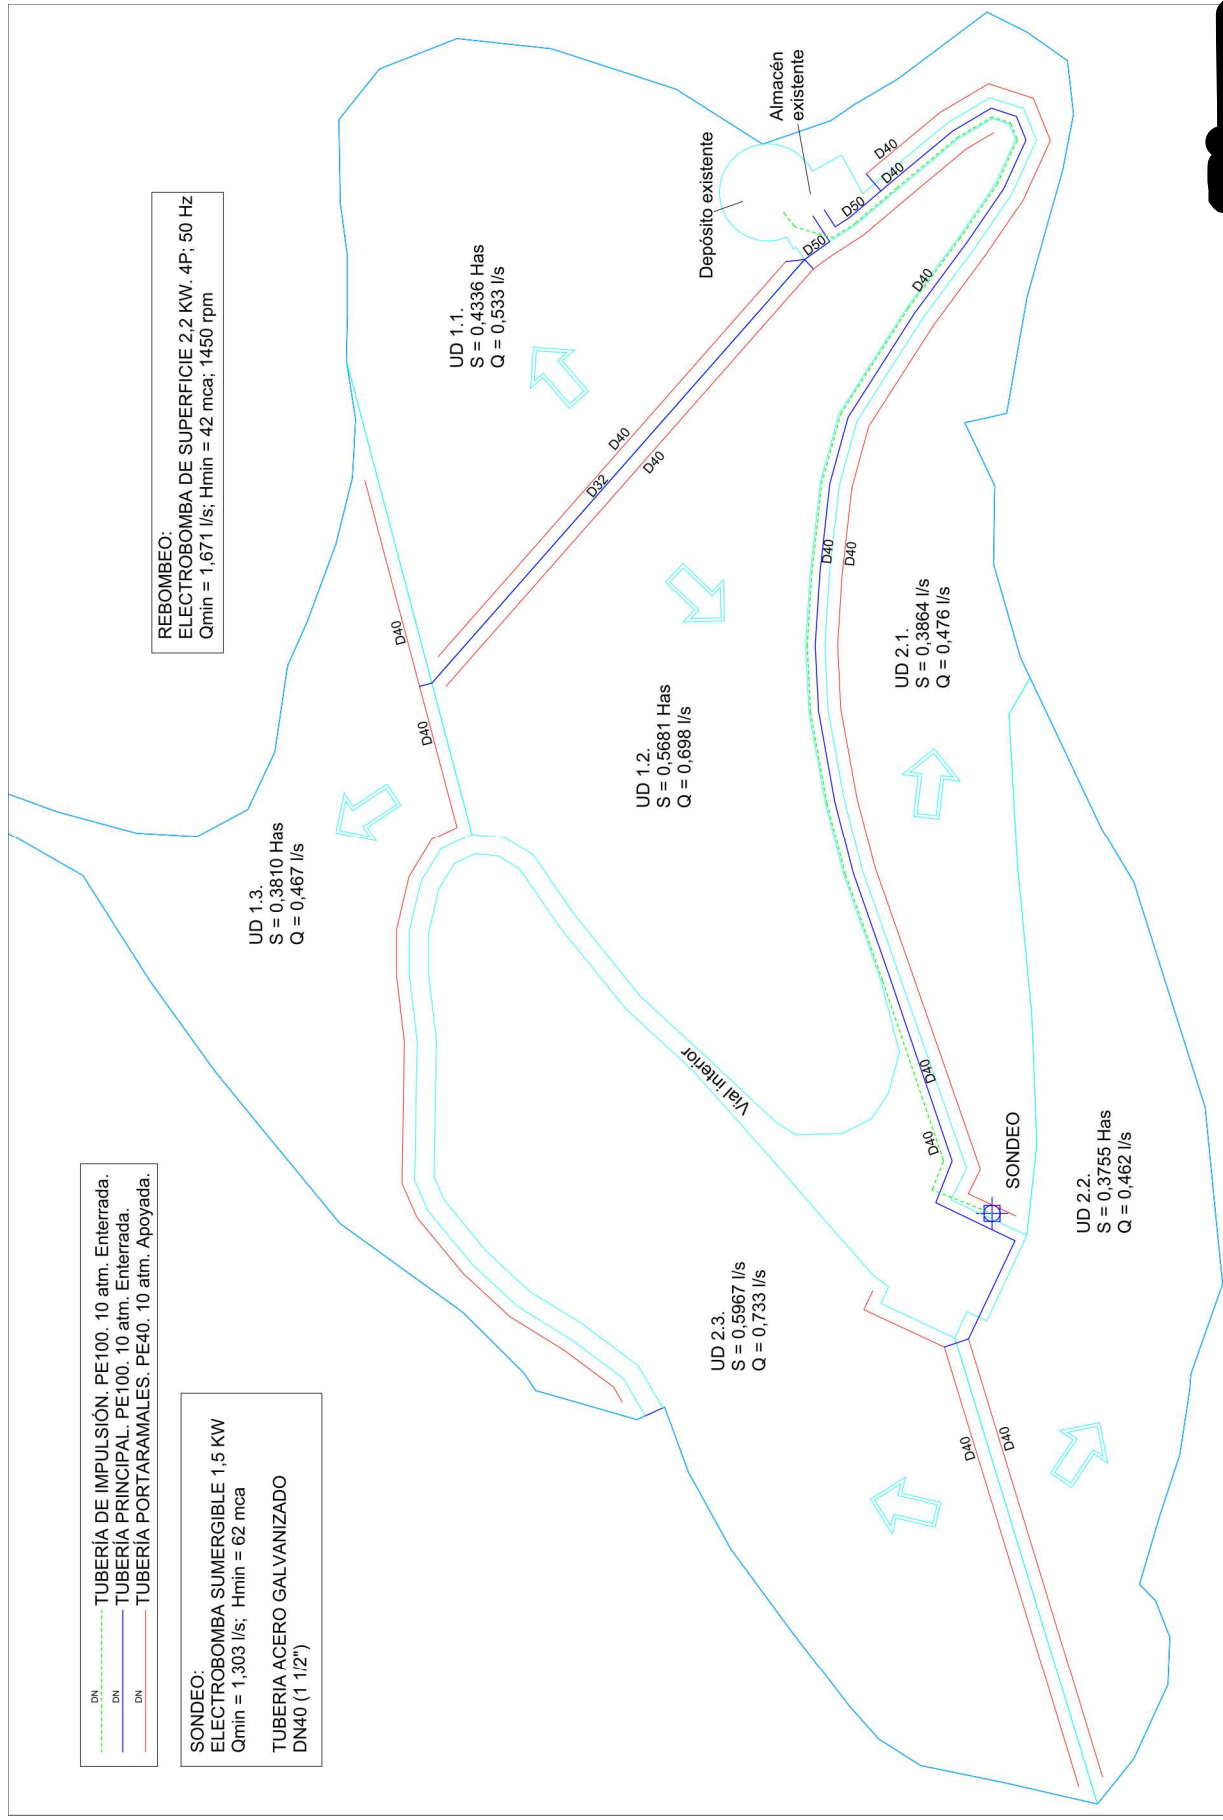 DN
TUBERÍA DE IMPULSIÓN. PE100. 10 atm. Enterrada.
DN
TUBERÍA PRINCIPAL. PE100. 10 atm. Enterrada.
DN
TUBERÍA PORTARAMALES. PE40. 10 atm. Apoyada.
SONDEO:
ELECTROBOMBA SUMERGIBLE 1,5 KW
Qmin = 1,303 l/s; Hmin = 62 mca
TUBERIA ACERO GALVANIZADO
DN40 (1 1/2")
REBOMBEO:
ELECTROBOMBA DE SUPERFICIE 2,2 KW. 4P; 50 Hz
Qmin = 1,671 l/s; Hmin = 42 mca; 1450 rpm
UD 1.3.
S = 0,3810 Has
Q = 0,467 l/s
D40
D40
UD 1.1.
S = 0,4336 Has
Q = 0,533 l/s
D32
D40
D40
UD 1.2.
S = 0,5681 Has
Q = 0,698 l/s
Depósito existente
Almacén
existente
D50
D50
D40
D40
D40
D40
D40
UD 2.1.
S = 0,3864 l/s
Q = 0,476 l/s
Vial interior
D40
D40
SONDEO
UD 2.3.
S = 0,5967 l/s
Q = 0,733 l/s
UD 2.2.
S = 0,3755 Has
Q = 0,462 l/s
D40
D40